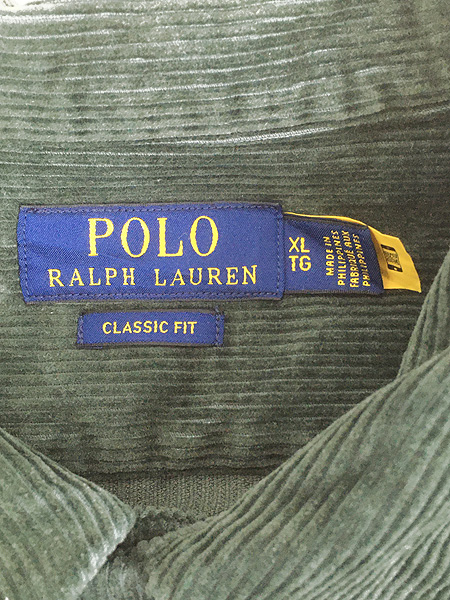 POLO
RALPH LAUREN
CLASSIC FIT
XL
TG
MADE IN
PHILIPPINES
FABRIQUÉ AUX
PHILIPPINES